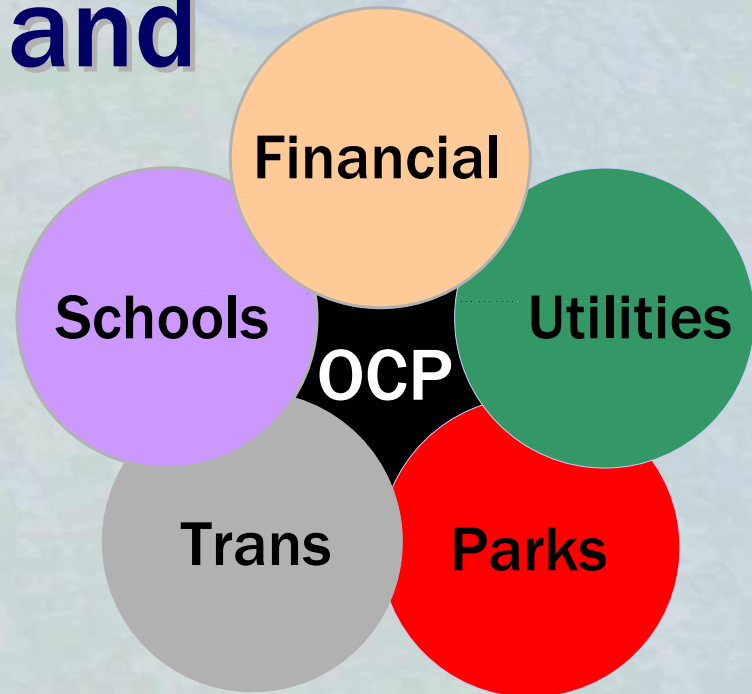 and
Financial
Schools
Utilities
OCP
Trans
Parks